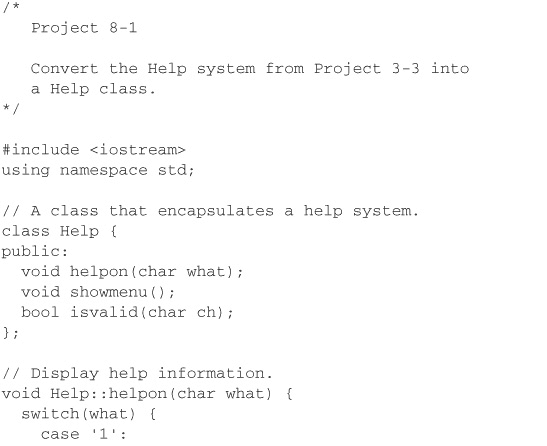 /*
   Project 8-1

   Convert the Help system from Project 3-3 into
   a Help class.
*/

#include <iostream>
using namespace std;

// A class that encapsulates a help system.
class Help {
public:
  void helpon(char what);
  void showmenu();
  bool isvalid(char ch);
};

// Display help information.
void Help::helpon(char what) {
  switch(what) {
    case '1':